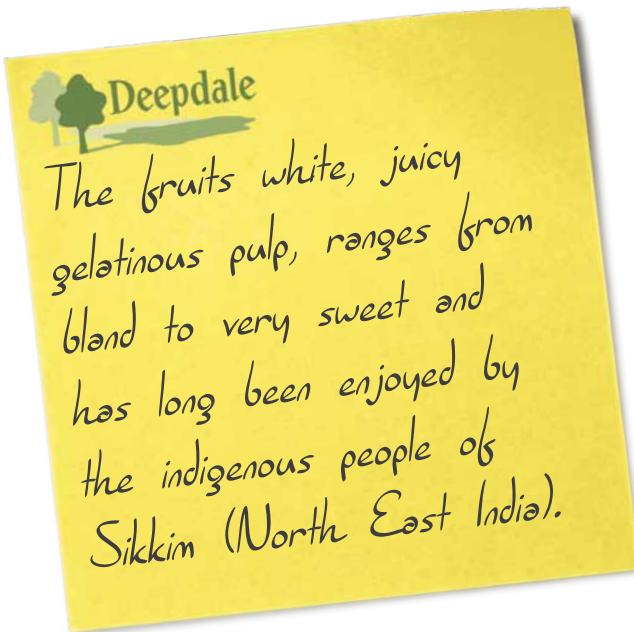 Deepdale
The fruits white, juicy
gelatinous pulp, ranges from
bland to very sweet and
has long been enjoyed by
the indigenous people of
Sikkim (North East India).